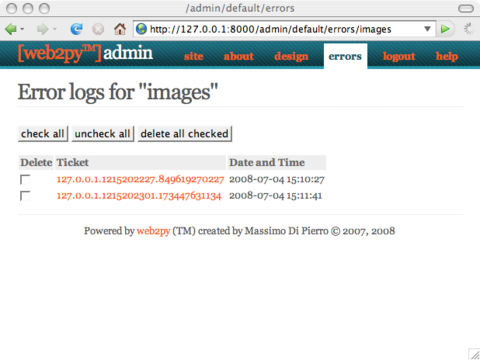 /admin/default/errors
http://127.0.0.1:8000/admin/default/errors/images
[web2py™]admin site about design errors logout help
Error logs for "images"
check all uncheck all delete all checked
Delete Ticket Date and Time
127.0.0.1.1215202227.849619270227 2008-07-04 15:10:27
127.0.0.1.1215202301.173447631134 2008-07-04 15:11:41
Powered by web2py (TM) created by Massimo Di Pierro © 2007, 2008